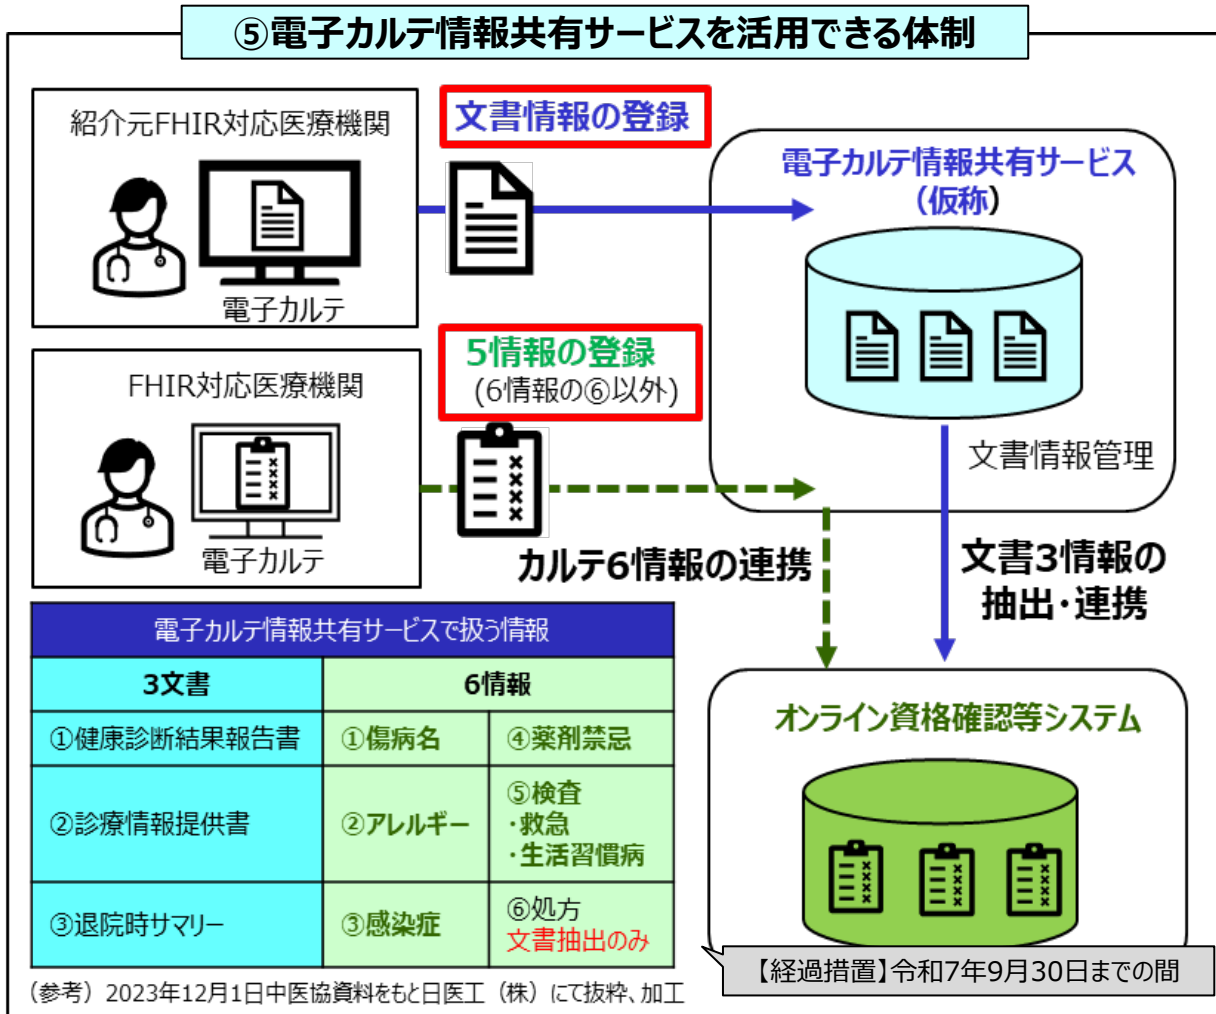 ⑤電子カルテ情報共有サービスを活用できる体制
紹介元FHIR対応医療機関
電子カルテ
文書情報の登録
電子カルテ情報共有サービス
（仮称）
文書情報管理
FHIR対応医療機関
電子カルテ
5情報の登録
(6情報の⑥以外)
カルテ6情報の連携
文書3情報の
抽出・連携
電子カルテ情報共有サービスで扱う情報
3文書
6情報
①健康診断結果報告書
①傷病名
④薬剤禁忌
②診療情報提供書
②アレルギー
⑤検査
・救急
・生活習慣病
③退院時サマリー
③感染症
⑥処方
文書抽出のみ
オンライン資格確認等システム
【経過措置】令和7年9月30日までの間
（参考）2023年12月1日中医協資料をもと日医工（株）にて抜粋、加工